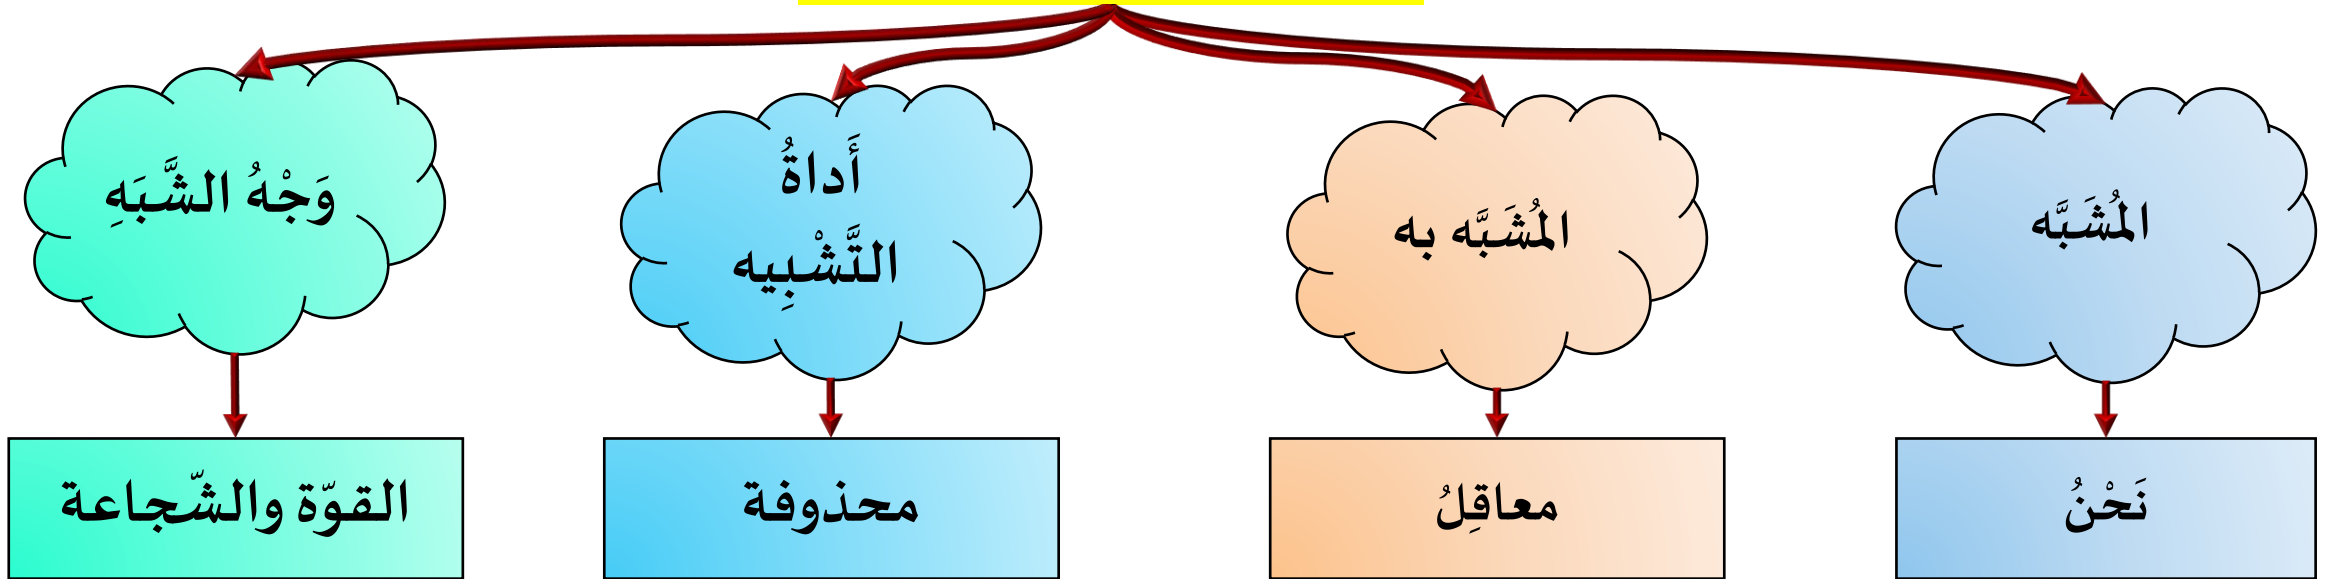 المُشَبَّه
المُشَبَّه به
أَداةُ
التَّشْبِيه
وَجْهُ الشَّبَهِ
نَحْنُ
معاقِلُ
محذوفة
القوّة والشّجاعة